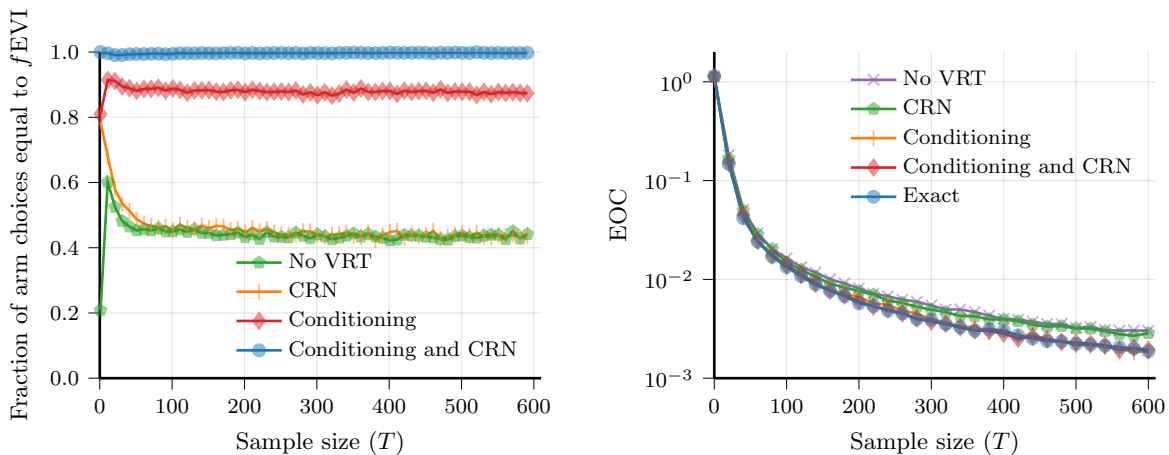 Fraction of arm choices equal to fEVI
1.0
0.8
0.6
0.4
0.2
0.0
0
100
200
300
400
500
600
Sample size (T)
No VRT
CRN
Conditioning
Conditioning and CRN
EOC
10⁰
10⁻¹
10⁻²
10⁻³
0
100
200
300
400
500
600
Sample size (T)
No VRT
CRN
Conditioning
Conditioning and CRN
Exact